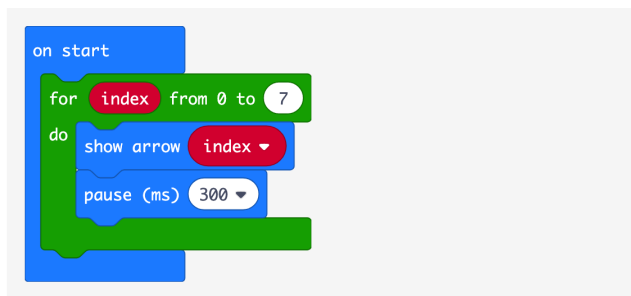 on start
for index from 0 to 7
do
show arrow index
pause (ms) 300